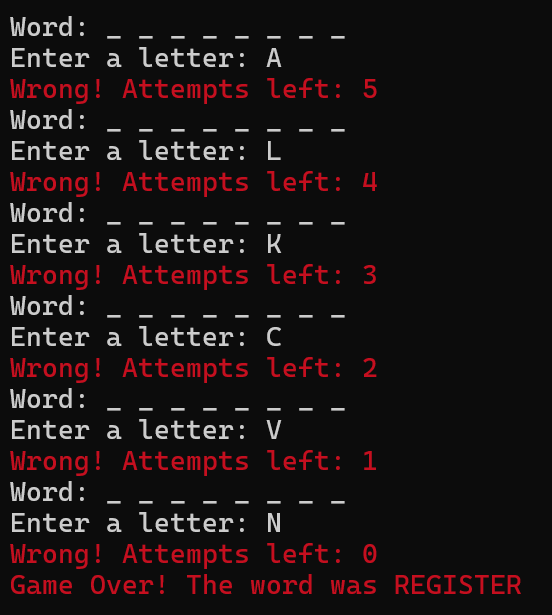 Word: _ _ _ _ _ _ _ _
Enter a letter: A
Wrong! Attempts left: 5
Word: _ _ _ _ _ _ _ _
Enter a letter: L
Wrong! Attempts left: 4
Word: _ _ _ _ _ _ _ _
Enter a letter: K
Wrong! Attempts left: 3
Word: _ _ _ _ _ _ _ _
Enter a letter: C
Wrong! Attempts left: 2
Word: _ _ _ _ _ _ _ _
Enter a letter: V
Wrong! Attempts left: 1
Word: _ _ _ _ _ _ _ _
Enter a letter: N
Wrong! Attempts left: 0
Game Over! The word was REGISTER